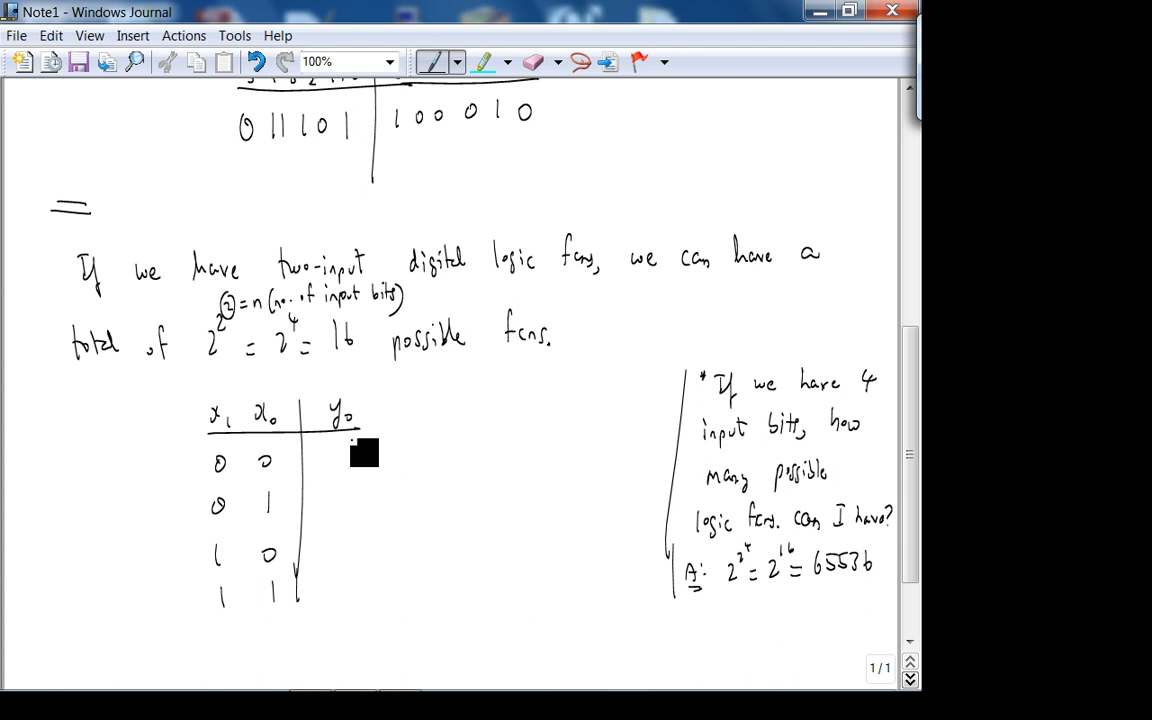 Note1 - Windows Journal
File Edit View Insert Actions Tools Help
100%
0 1 1 1 0 1 1 0 0 0 1 0
If we have two-input digital logic fcns, we can have a
2 = n (no. of input bits)
total of 2^2^2 = 2^4 = 16 possible fcns.
x1 x0 y0
0 0
0 1
1 0
1 1
* If we have 4
input bits, how
many possible
logic fcns. can I have?
A: 2^2^4 = 2^16 = 65536
1 / 1